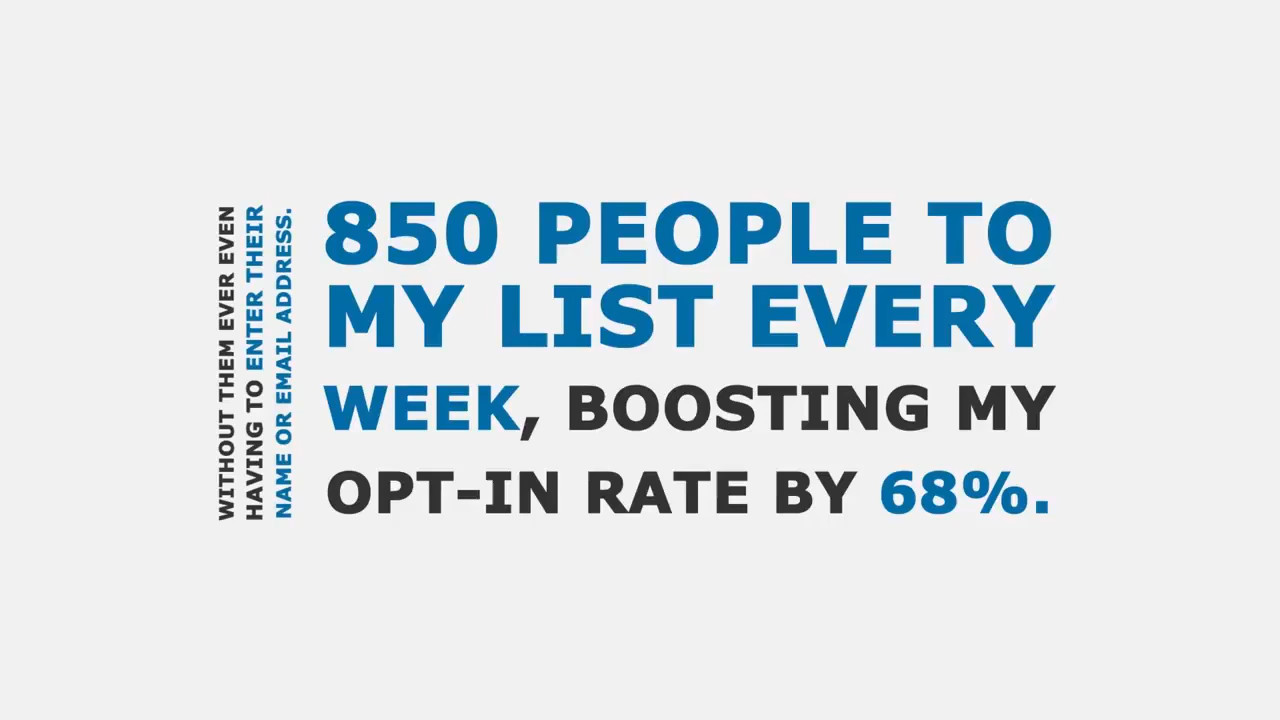 WITHOUT THEM EVER EVEN
HAVING TO ENTER THEIR
NAME OR EMAIL ADDRESS.
850 PEOPLE TO
MY LIST EVERY
WEEK, BOOSTING MY
OPT-IN RATE BY 68%.